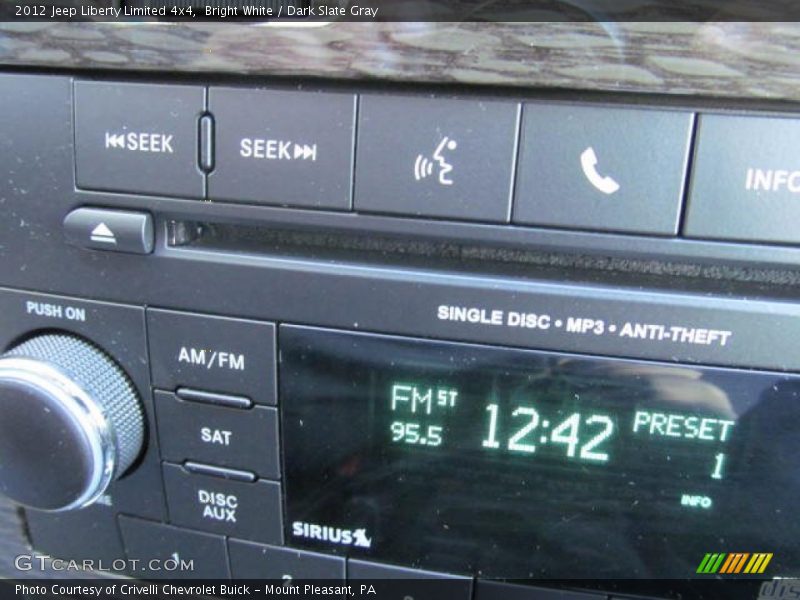 2012 Jeep Liberty Limited 4x4, Bright White / Dark Slate Gray
SEEK SEEK INFO
PUSH ON
SINGLE DISC • MP3 • ANTI-THEFT
AM/FM
SAT
DISC
AUX
FM ST 12:42 PRESET
95.5 1
INFO
SIRIUS
1 2
GTCARLOT.COM
Photo Courtesy of Crivelli Chevrolet Buick - Mount Pleasant, PA